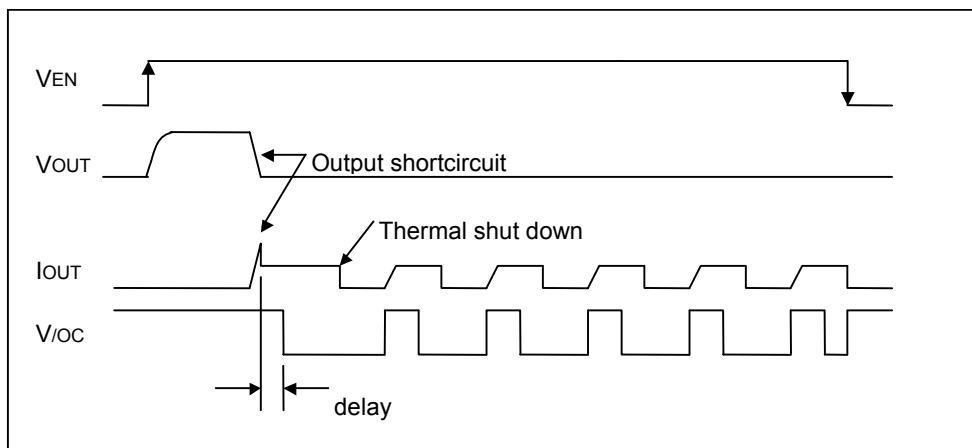 VEN
VOUT
Output shortcircuit
Thermal shut down
IOUT
V/OC
delay